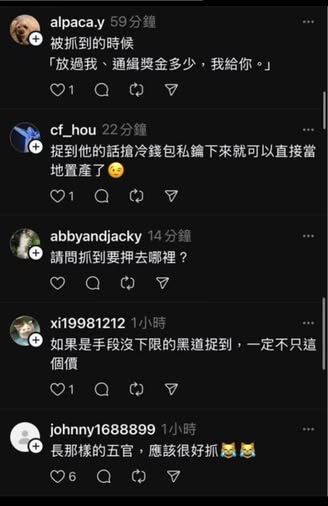 alpaca.y 59分鐘
被抓到的時候
「放過我、通緝獎金多少，我給你。」
1
cf_hou 22分鐘
捉到他的話搶冷錢包私鑰下來就可以直接當
地置產了😉
1
abbyandjacky 14分鐘
請問抓到要押去哪裡？
xi19981212 1小時
如果是手段沒下限的黑道捉到，一定不只這
個價
1
johnny1688899 1小時
長那樣的五官，應該很好抓😹😹
6